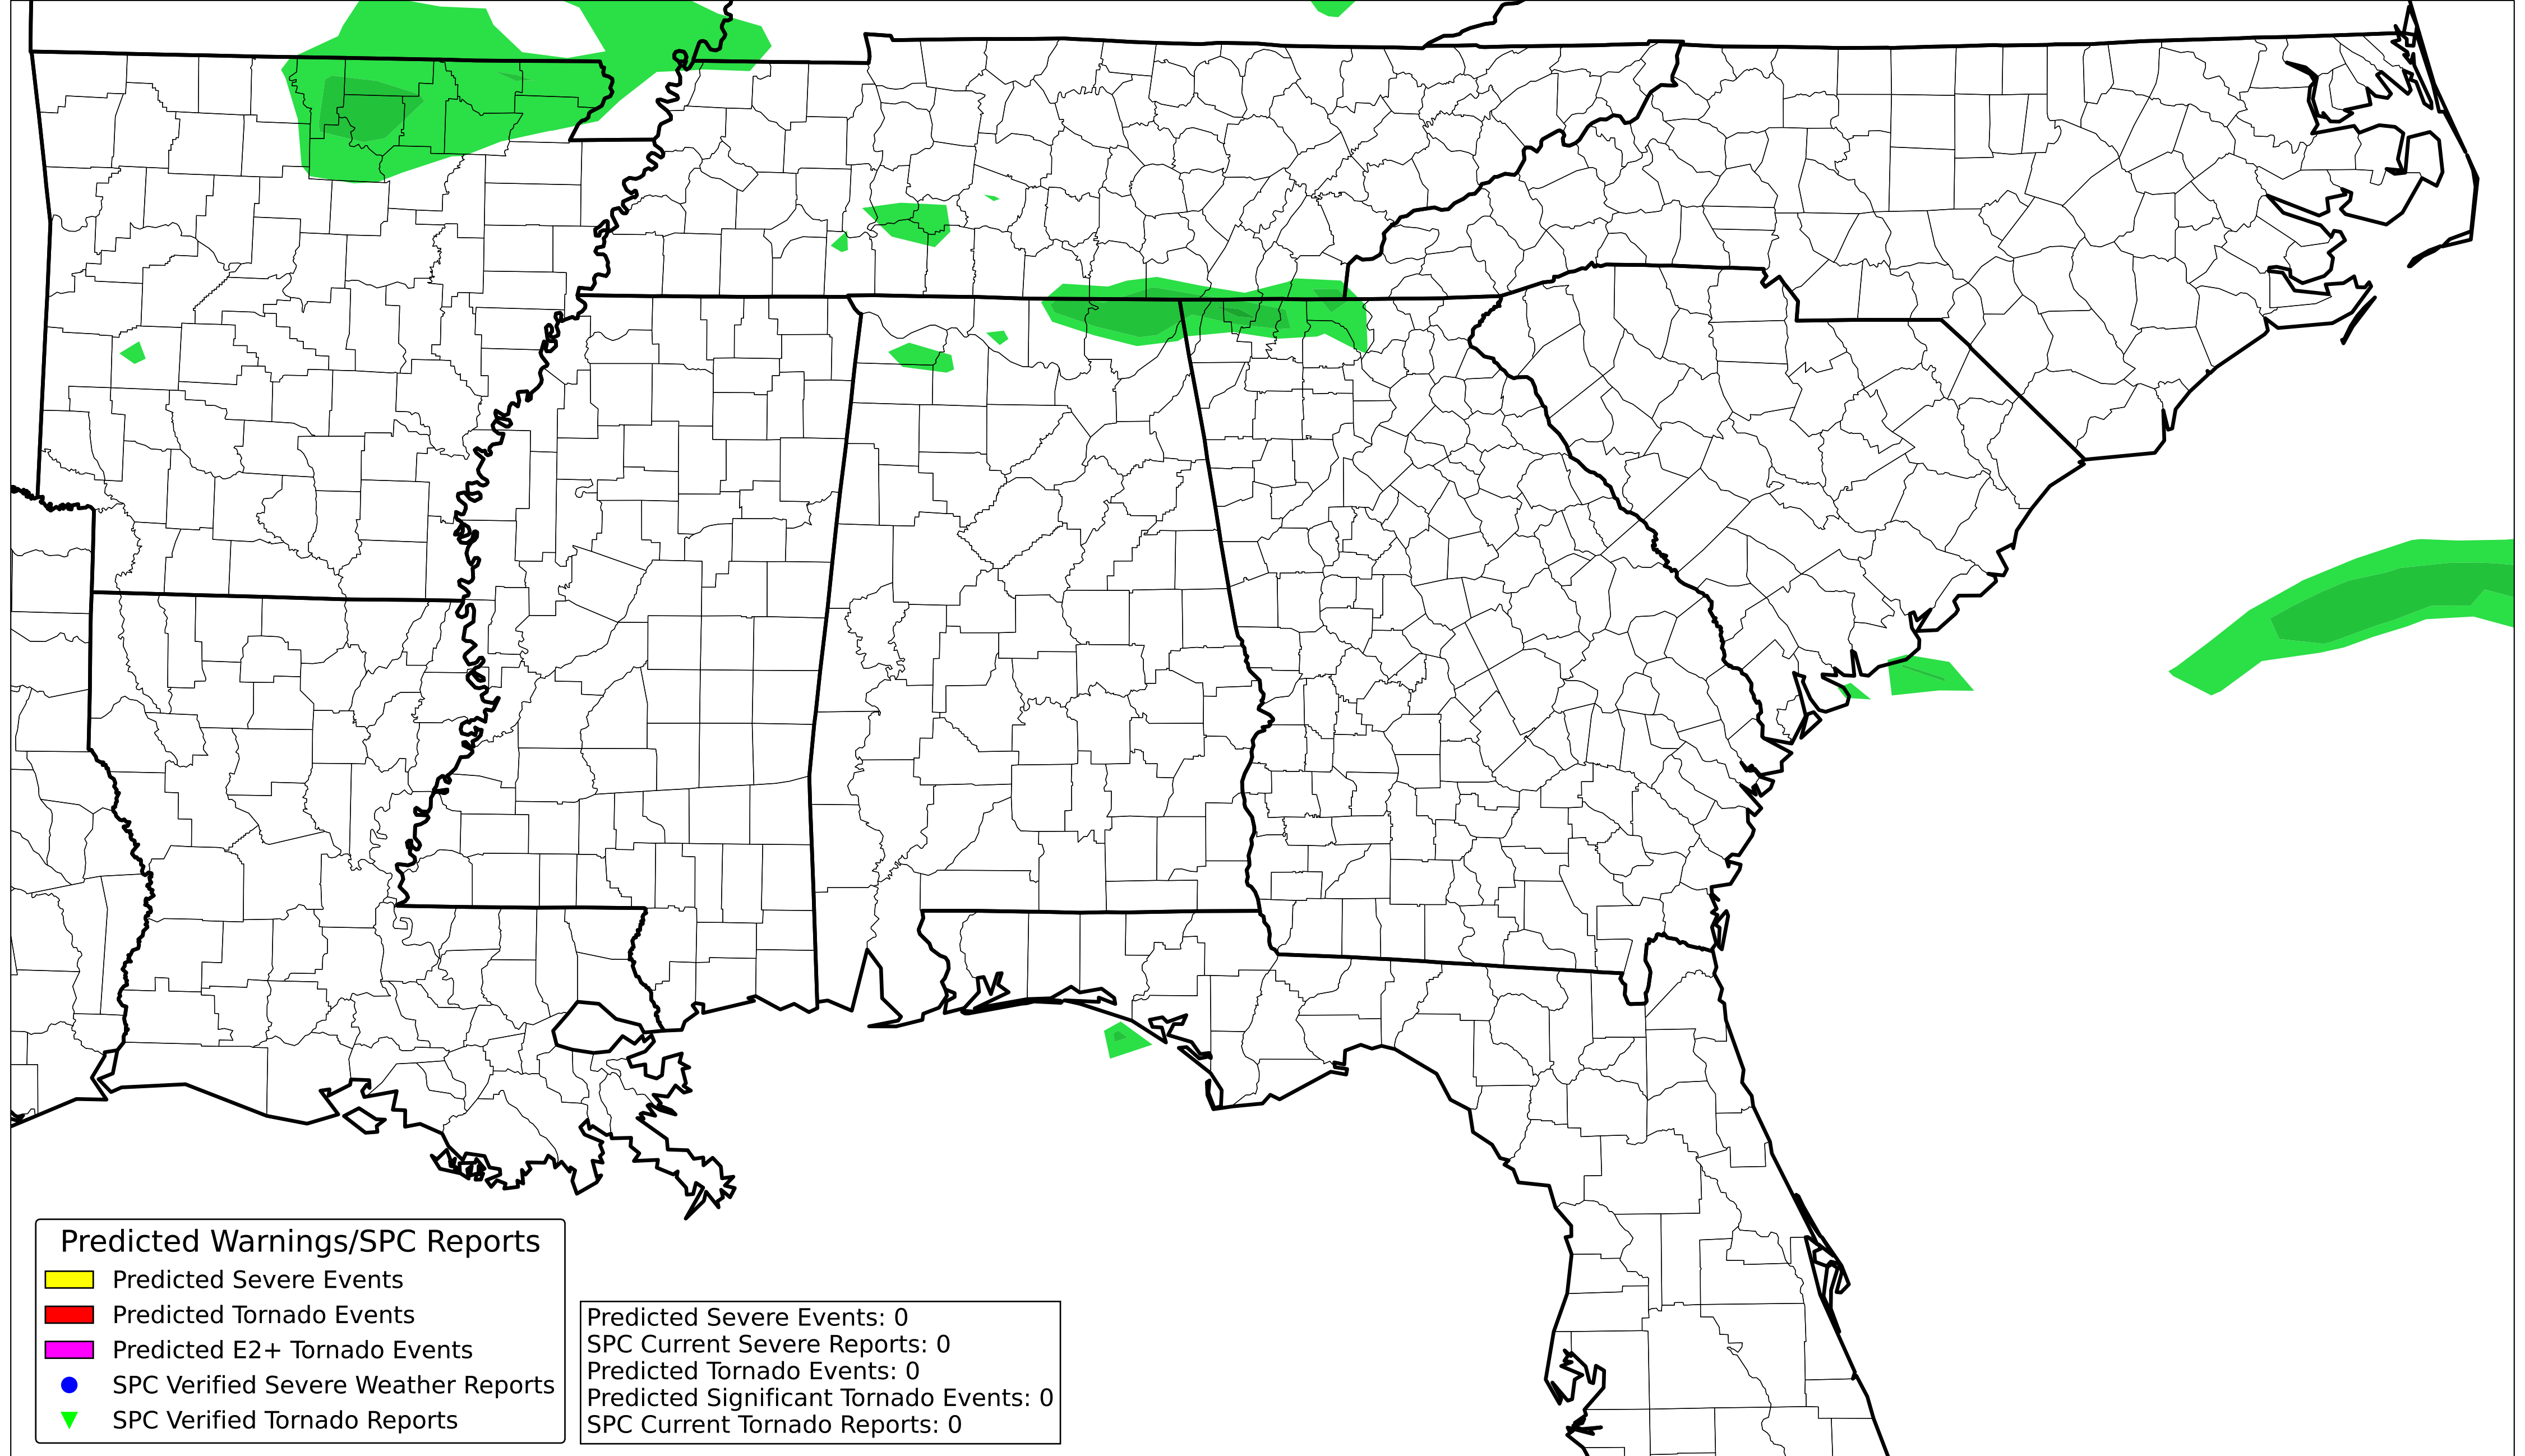 Predicted Warnings/SPC Reports
Predicted Severe Events
Predicted Tornado Events
Predicted E2+ Tornado Events
SPC Verified Severe Weather Reports
SPC Verified Tornado Reports
Predicted Severe Events: 0
SPC Current Severe Reports: 0
Predicted Tornado Events: 0
Predicted Significant Tornado Events: 0
SPC Current Tornado Reports: 0